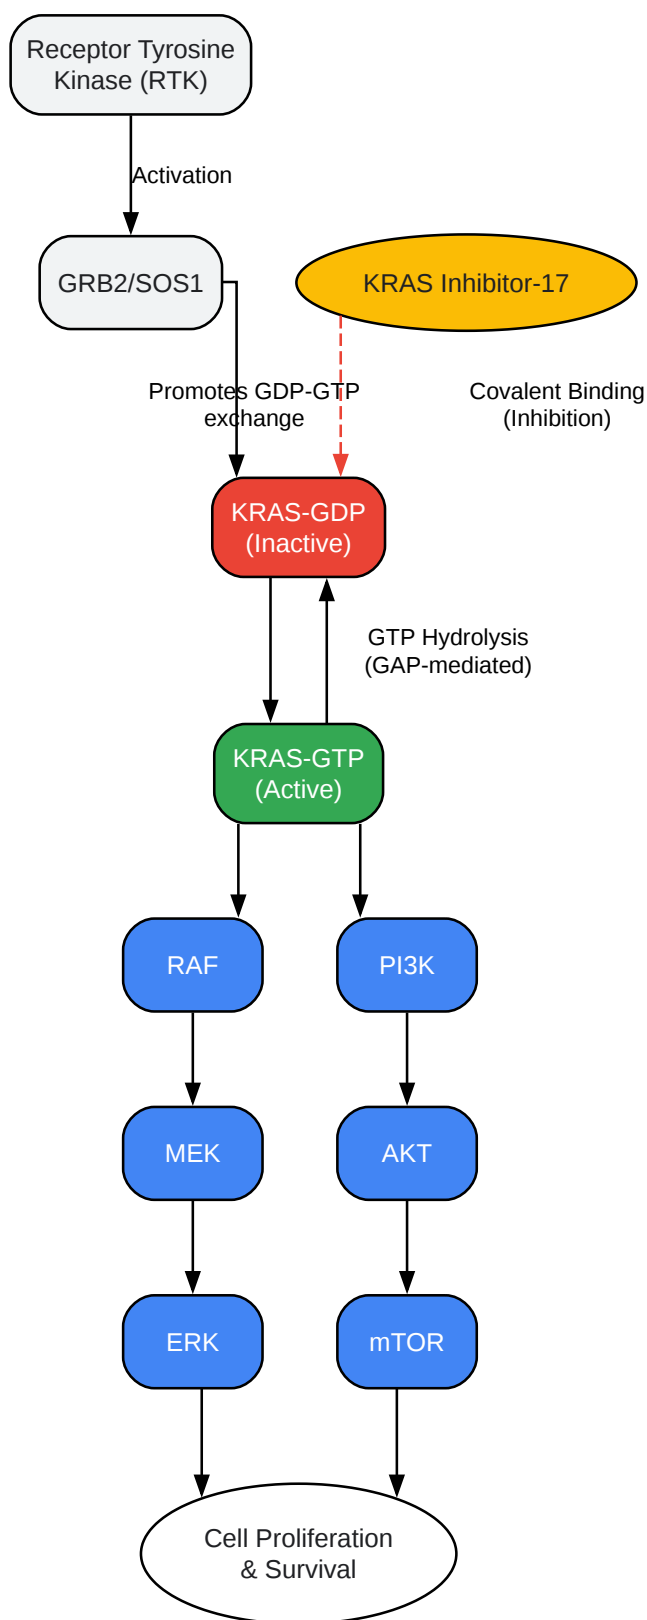 Receptor Tyrosine
Kinase (RTK)
Activation
GRB2/SOS1
KRAS Inhibitor-17
Promotes GDP-GTP
exchange
Covalent Binding
(Inhibition)
KRAS-GDP
(Inactive)
GTP Hydrolysis
(GAP-mediated)
KRAS-GTP
(Active)
RAF
PI3K
MEK
AKT
ERK
mTOR
Cell Proliferation
& Survival